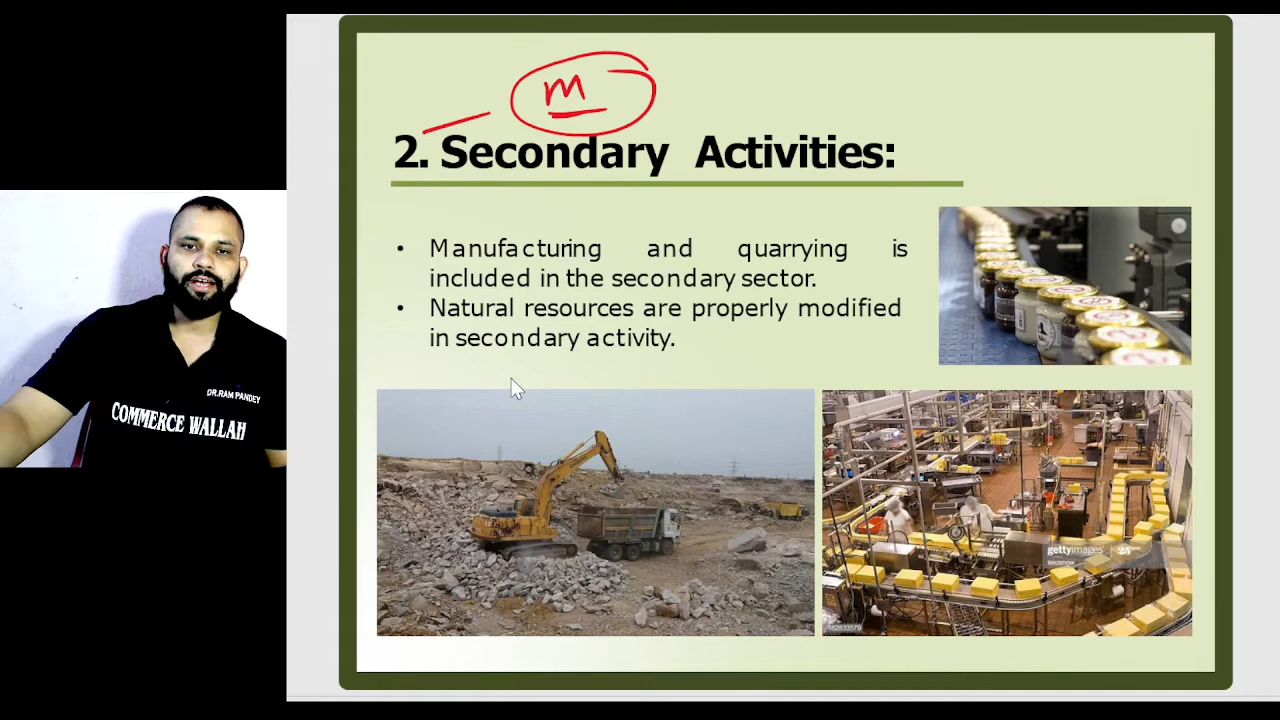 m
2. Secondary Activities:
• Manufacturing and quarrying is
included in the secondary sector.
• Natural resources are properly modified
in secondary activity.
DR.RAM PANDEY
COMMERCE WALLAH
gettyimages
182833579